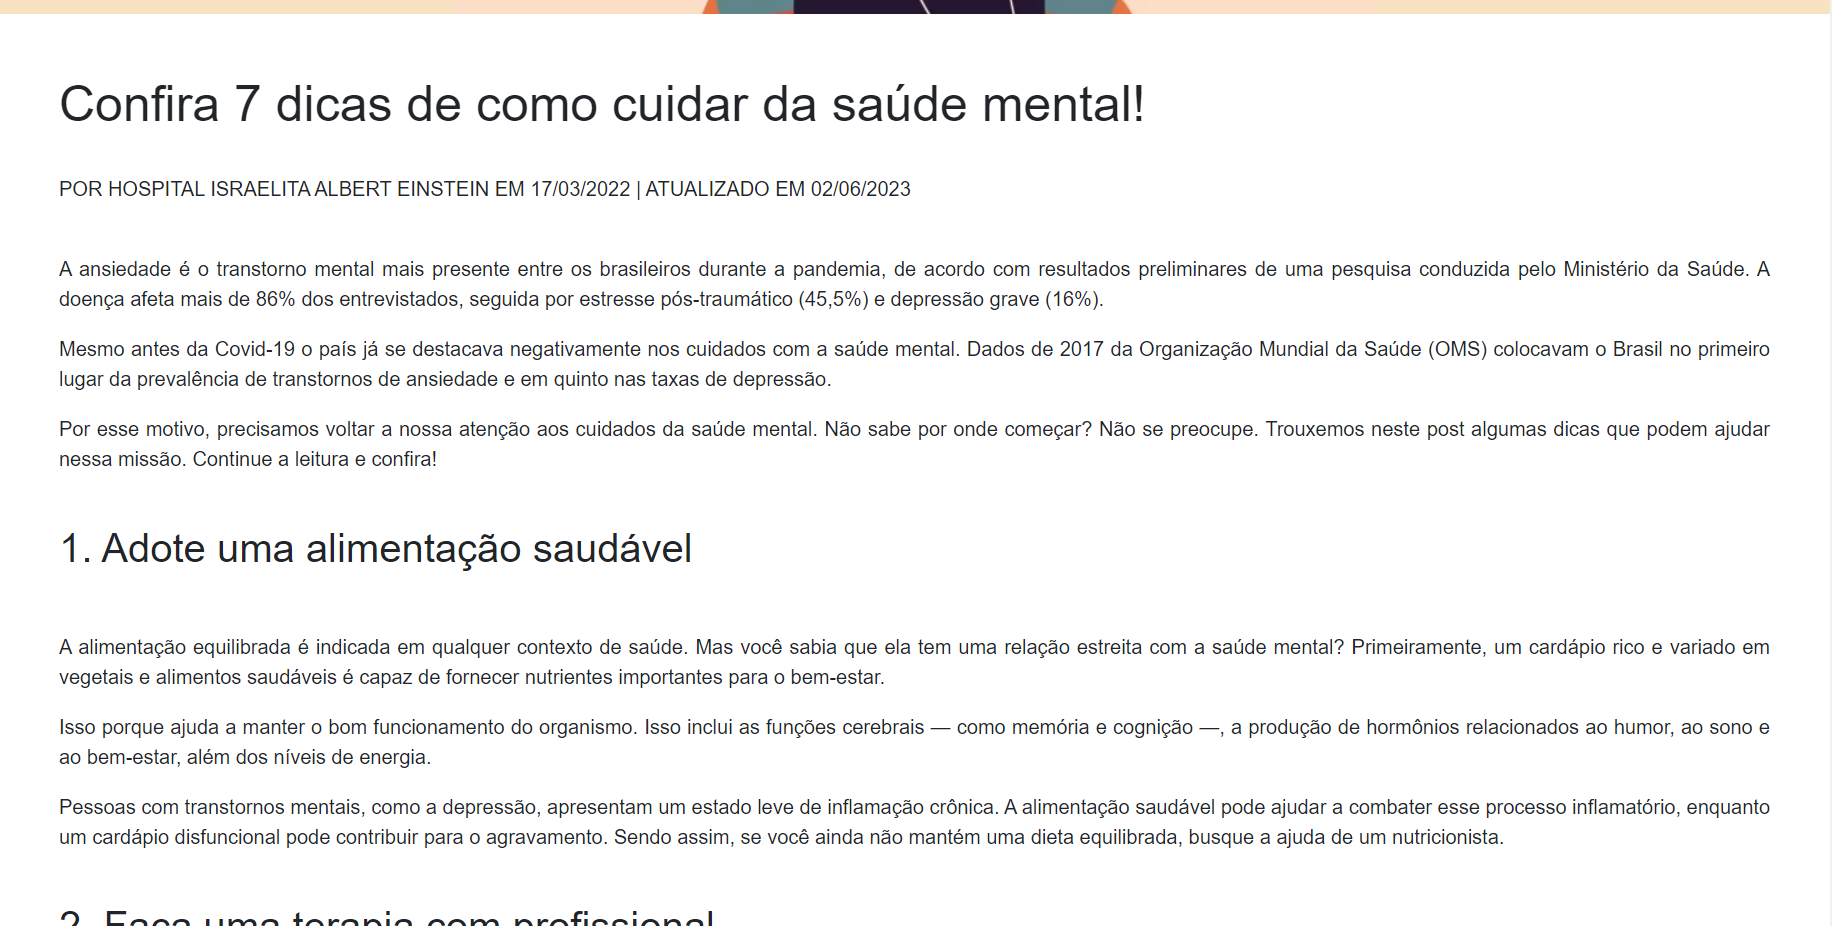 Confira 7 dicas de como cuidar da saúde mental!
POR HOSPITAL ISRAELITA ALBERT EINSTEIN EM 17/03/2022 | ATUALIZADO EM 02/06/2023
A ansiedade é o transtorno mental mais presente entre os brasileiros durante a pandemia, de acordo com resultados preliminares de uma pesquisa conduzida pelo Ministério da Saúde. A
doença afeta mais de 86% dos entrevistados, seguida por estresse pós-traumático (45,5%) e depressão grave (16%).
Mesmo antes da Covid-19 o país já se destacava negativamente nos cuidados com a saúde mental. Dados de 2017 da Organização Mundial da Saúde (OMS) colocavam o Brasil no primeiro
lugar da prevalência de transtornos de ansiedade e em quinto nas taxas de depressão.
Por esse motivo, precisamos voltar a nossa atenção aos cuidados da saúde mental. Não sabe por onde começar? Não se preocupe. Trouxemos neste post algumas dicas que podem ajudar
nessa missão. Continue a leitura e confira!
1. Adote uma alimentação saudável
A alimentação equilibrada é indicada em qualquer contexto de saúde. Mas você sabia que ela tem uma relação estreita com a saúde mental? Primeiramente, um cardápio rico e variado em
vegetais e alimentos saudáveis é capaz de fornecer nutrientes importantes para o bem-estar.
Isso porque ajuda a manter o bom funcionamento do organismo. Isso inclui as funções cerebrais — como memória e cognição —, a produção de hormônios relacionados ao humor, ao sono e
ao bem-estar, além dos níveis de energia.
Pessoas com transtornos mentais, como a depressão, apresentam um estado leve de inflamação crônica. A alimentação saudável pode ajudar a combater esse processo inflamatório, enquanto
um cardápio disfuncional pode contribuir para o agravamento. Sendo assim, se você ainda não mantém uma dieta equilibrada, busque a ajuda de um nutricionista.
2. Faça uma terapia com profissional